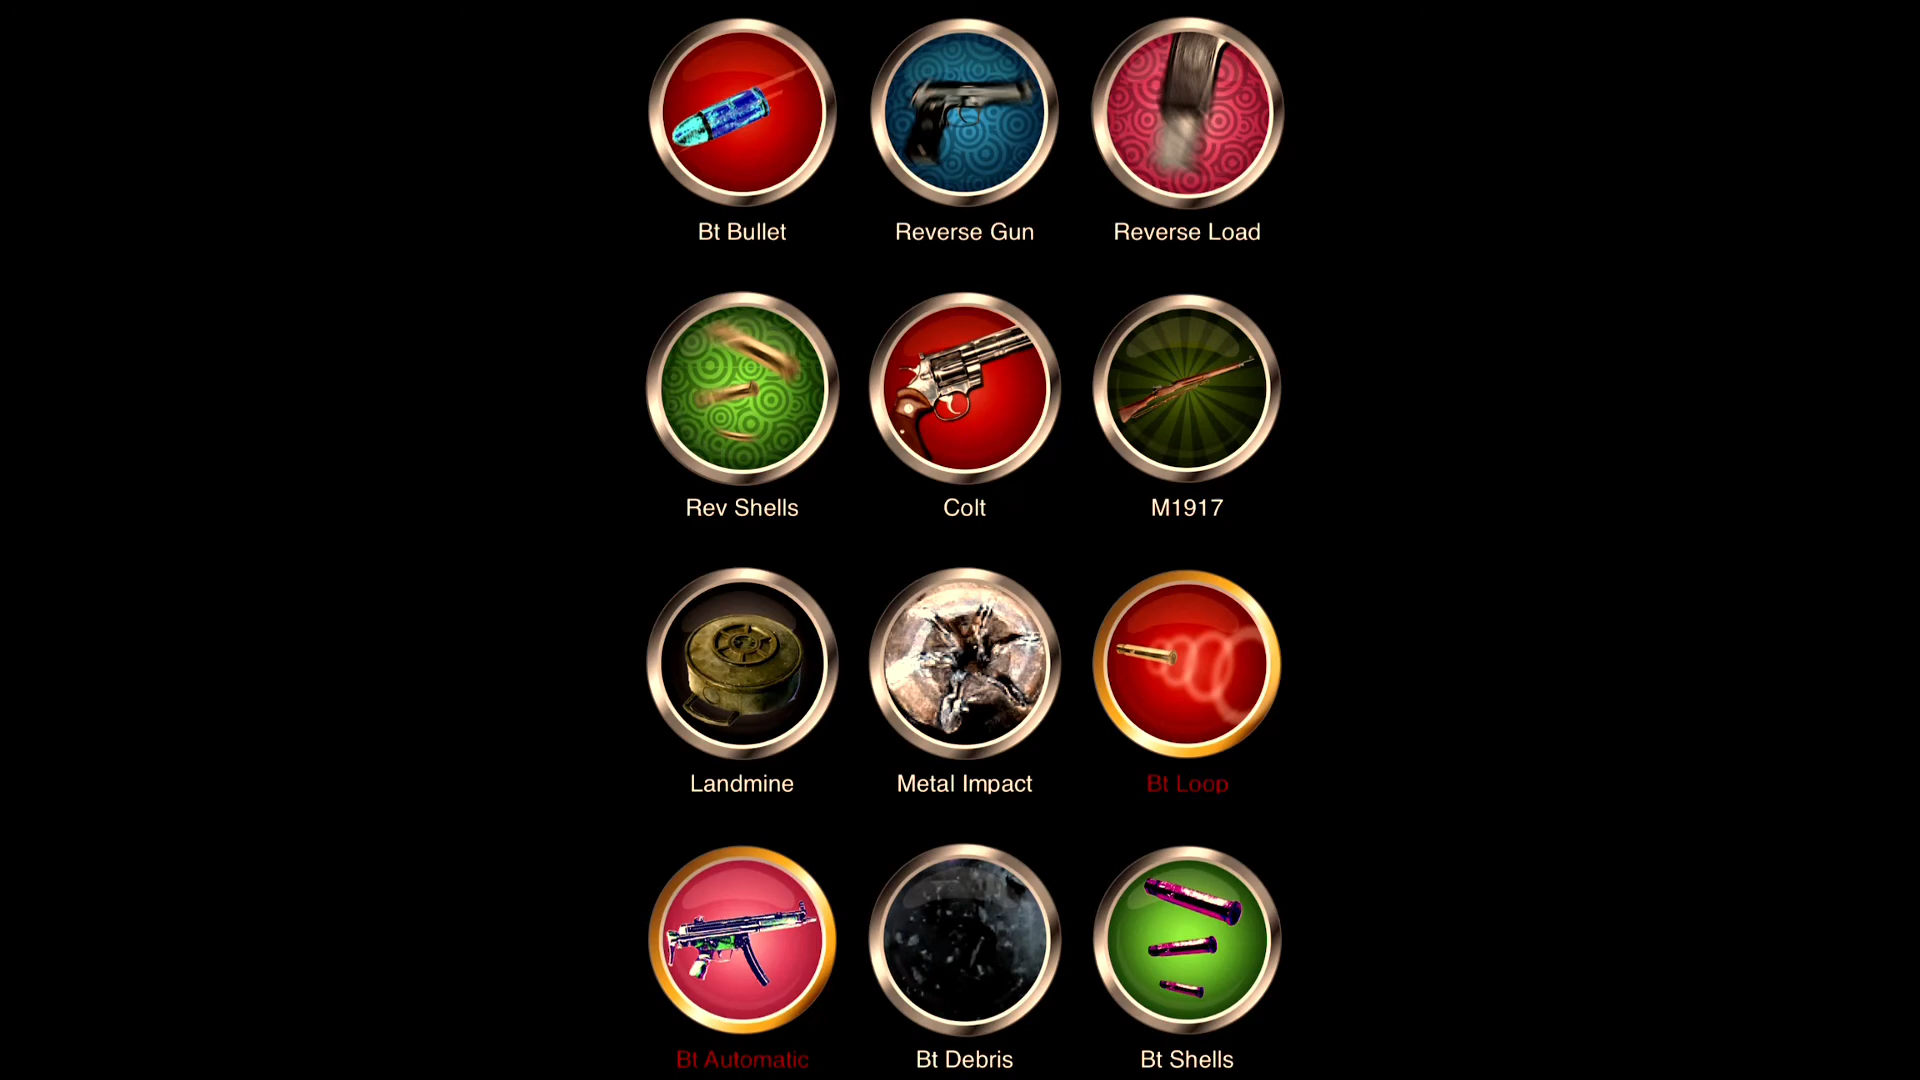 Bt Bullet
Reverse Gun
Reverse Load
Rev Shells
Colt
M1917
Landmine
Metal Impact
Bt Loop
Bt Automatic
Bt Debris
Bt Shells